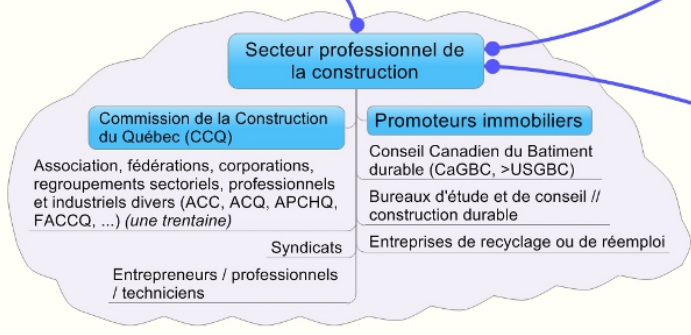 Secteur professionnel de
la construction
Commission de la Construction
du Québec (CCQ)
Association, fédérations, corporations,
regroupements sectoriels, professionnels
et industriels divers (ACC, ACQ, APCHQ,
FACCQ, ...) (une trentaine)
Syndicats
Entrepreneurs / professionnels
/ techniciens
Promoteurs immobiliers
Conseil Canadien du Batiment
durable (CaGBC, >USGBC)
Bureaux d'étude et de conseil //
construction durable
Entreprises de recyclage ou de réemploi